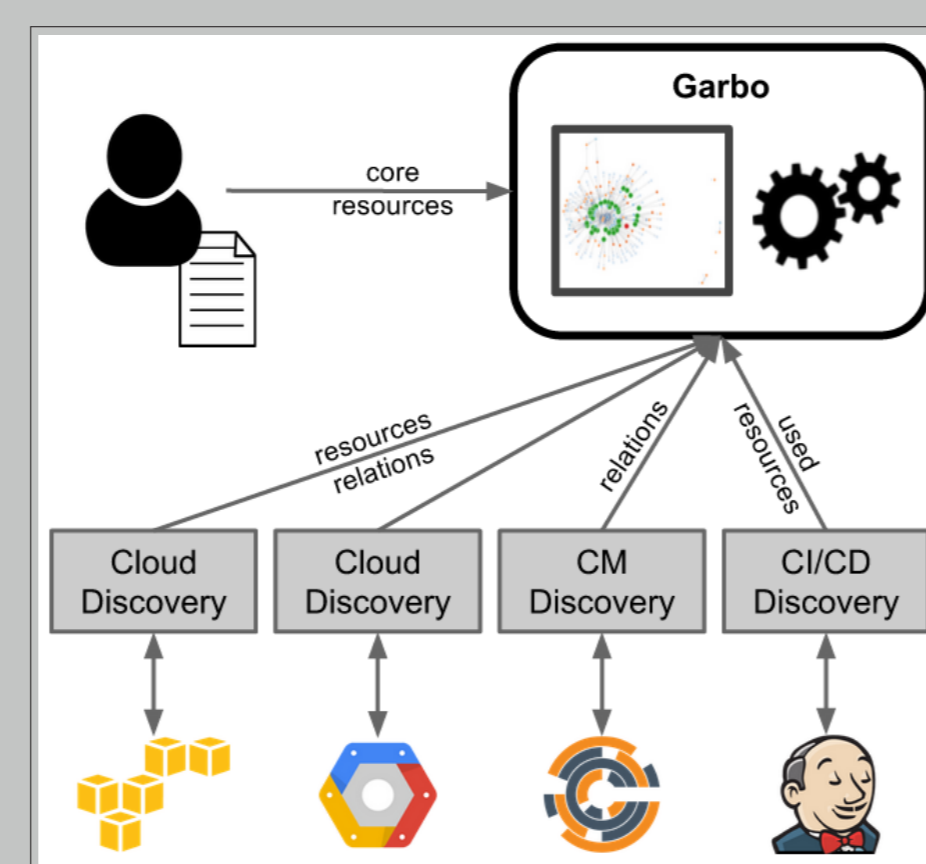 Garbo
core
resources
resources
relations
relations
used
resources
Cloud
Discovery
Cloud
Discovery
CM
Discovery
CI/CD
Discovery